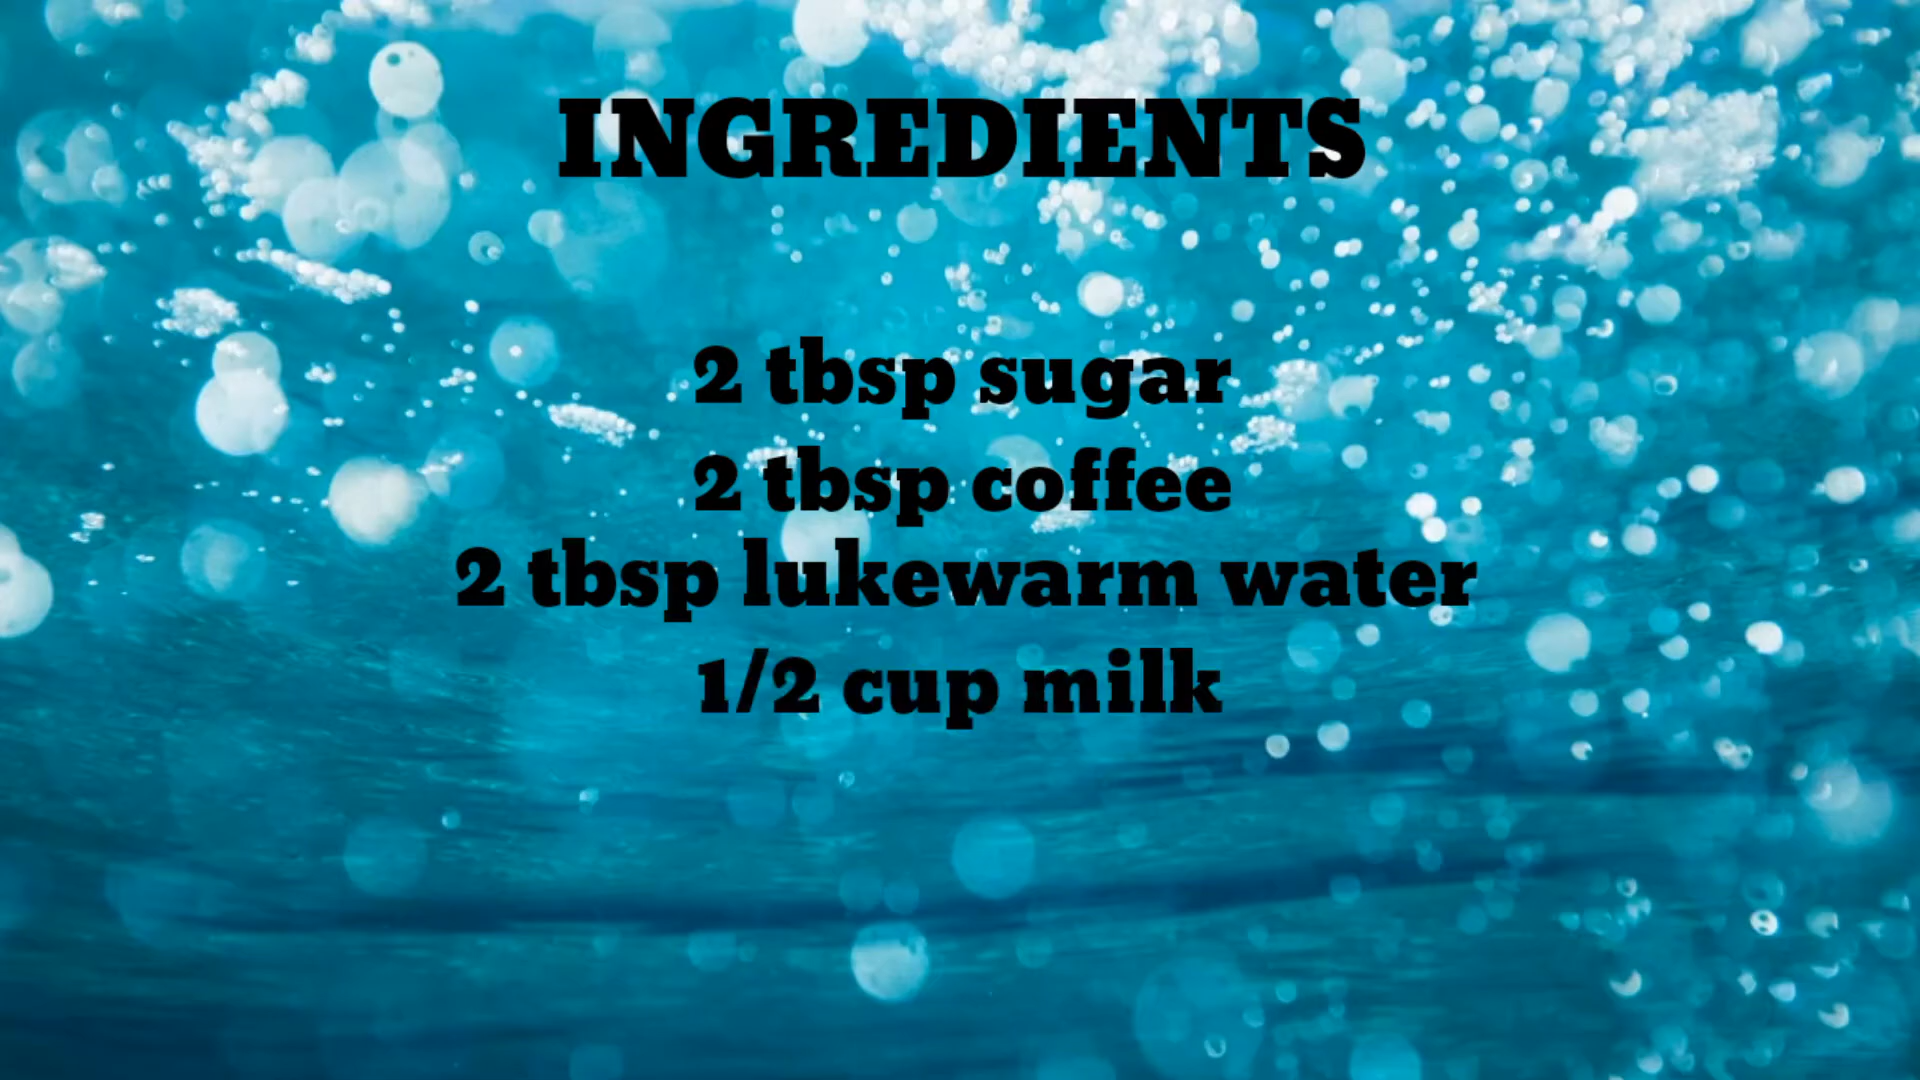 INGREDIENTS
2 tbsp sugar
2 tbsp coffee
2 tbsp lukewarm water
1/2 cup milk